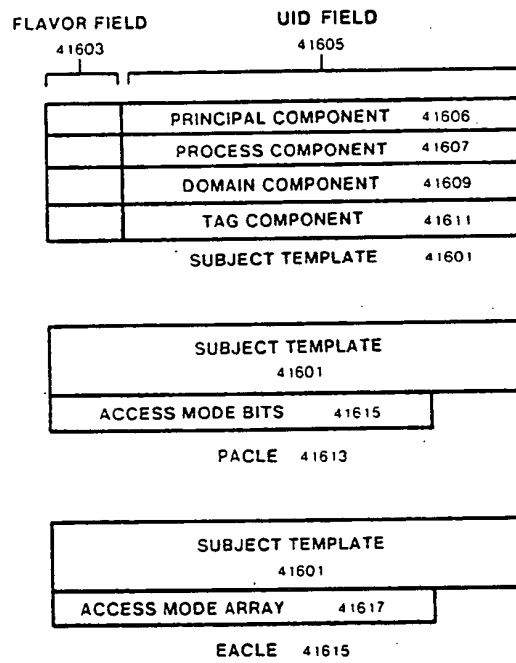 FLAVOR FIELD UID FIELD
41603 41605
PRINCIPAL COMPONENT 41606
PROCESS COMPONENT 41607
DOMAIN COMPONENT 41609
TAG COMPONENT 41611
SUBJECT TEMPLATE 41601
SUBJECT TEMPLATE
41601
ACCESS MODE BITS 41615
PACLE 41613
SUBJECT TEMPLATE
41601
ACCESS MODE ARRAY 41617
EACLE 41615